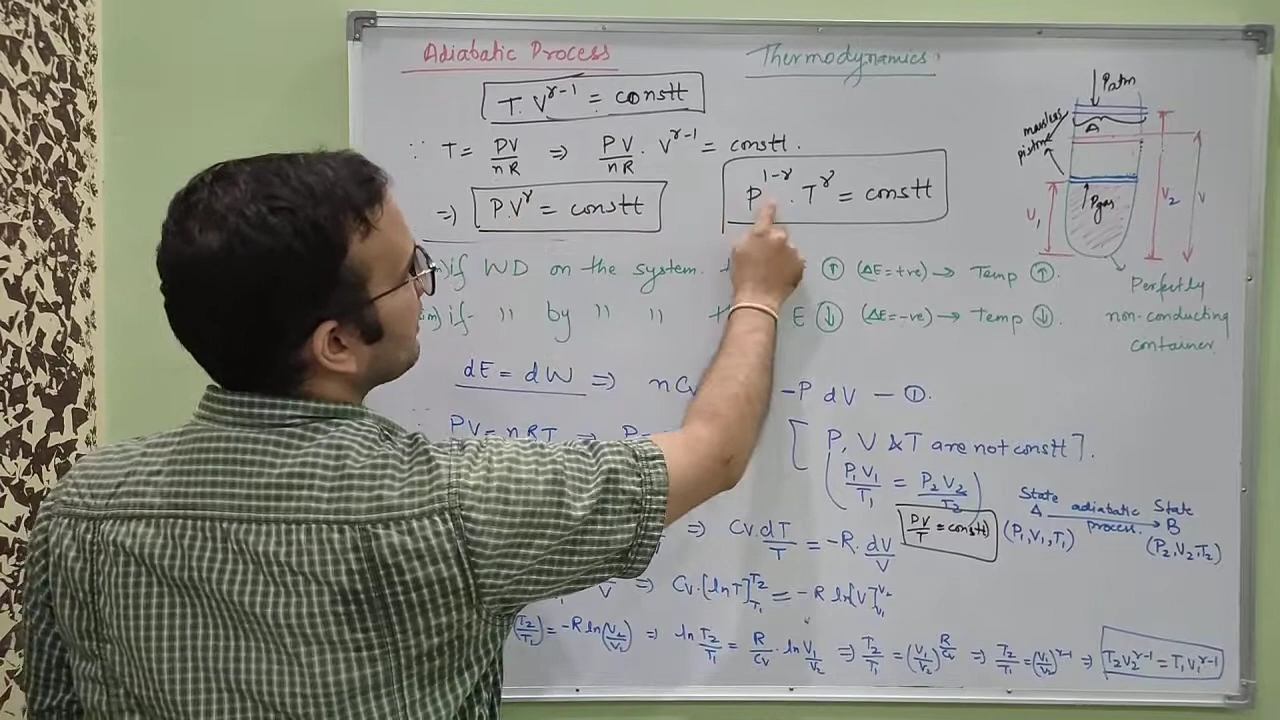 Adiabatic Process
Thermodynamics
T. V^γ-1 = constt
∵ T = PV/nR ⇒ PV/nR . V^γ-1 = constt.
⇒ P.V^γ = constt
P^1-γ . T^γ = constt
if WD on the system. ↑ (ΔE=+ve) → Temp ↑.
if " by " " E ↓ (ΔE=-ve) → Temp ↓.
dE = dW ⇒ -P dV — ①.
PV = nRT ⇒
[P, V & T are not constt].
(P₁V₁/T₁ = P₂V₂/T₂)
PV/T = constt
⇒ Cv.dT/T = -R.dV/V
⇒ Cv.[lnT]_T₁^T₂ = -R ln[V]_V₁^V₂
(T₂/T₁) = -R ln(V₂/V₁) ⇒ ln T₂/T₁ = R/Cv . ln V₁/V₂ ⇒ T₂/T₁ = (V₁/V₂)^R/Cv ⇒ T₂/T₁ = (V₁/V₂)^γ-1 ⇒ T₂V₂^γ-1 = T₁V₁^γ-1
Patm
A
massless
piston
Pgas
V₁
V₂
V
Perfectly
non-conducting
container.
State A adiabatic process. State B
(P₁,V₁,T₁)
(P₂,V₂,T₂)